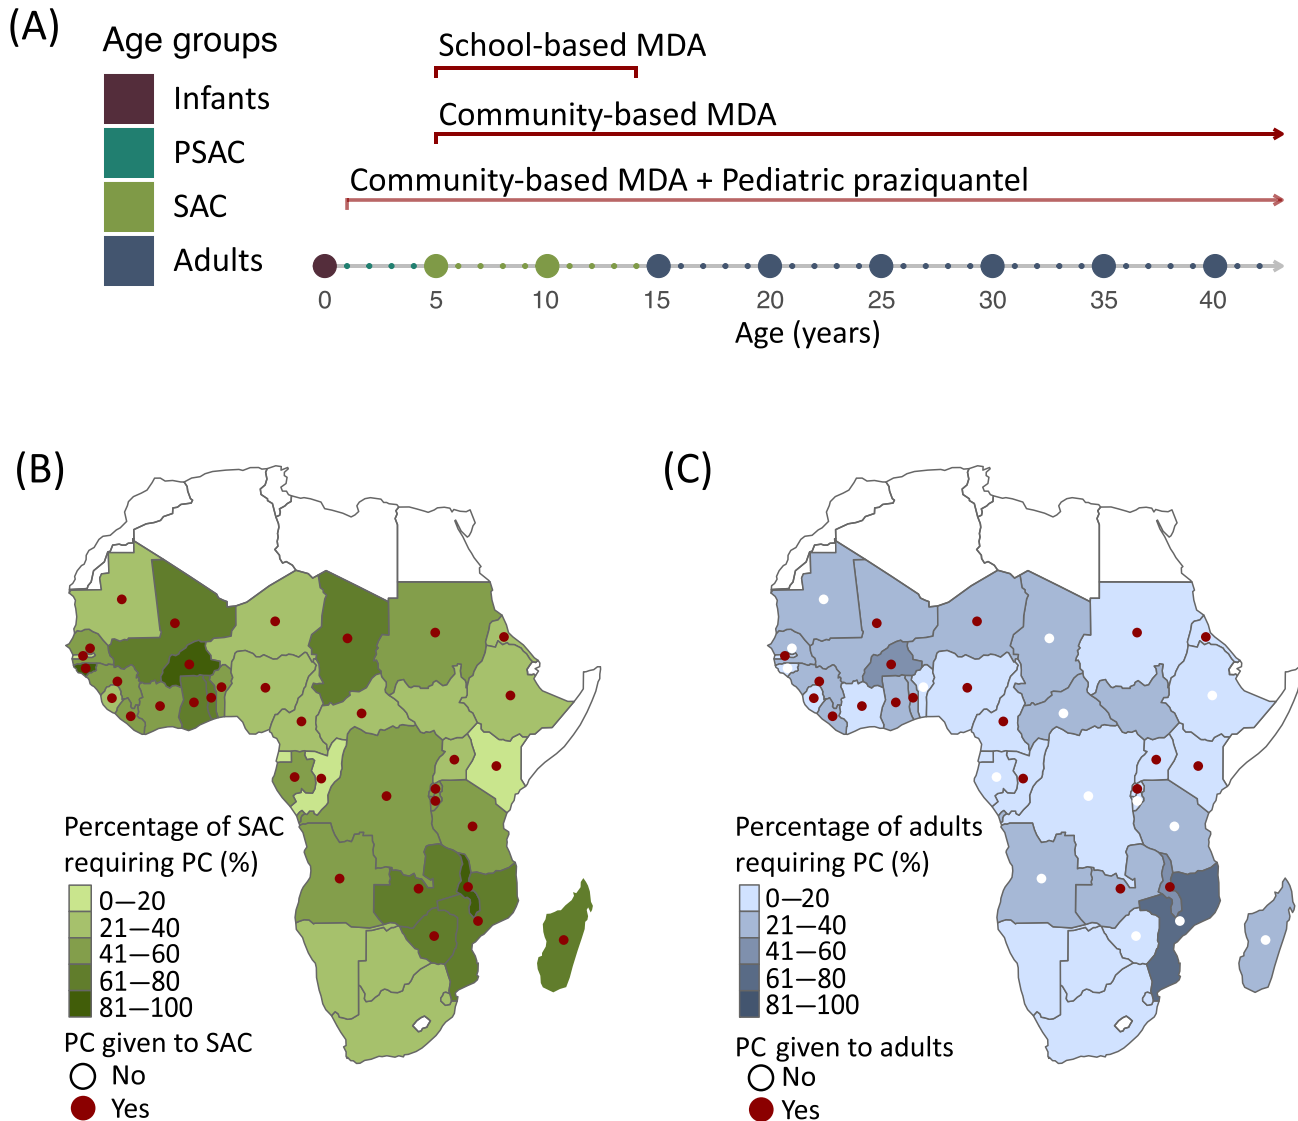 (A)
Age groups
Infants
PSAC
SAC
Adults
School-based MDA
Community-based MDA
Community-based MDA + Pediatric praziquantel
0 5 10 15 20 25 30 35 40
Age (years)
(B)
Percentage of SAC
requiring PC (%)
0—20
21—40
41—60
61—80
81—100
PC given to SAC
No
Yes
(C)
Percentage of adults
requiring PC (%)
0—20
21—40
41—60
61—80
81—100
PC given to adults
No
Yes